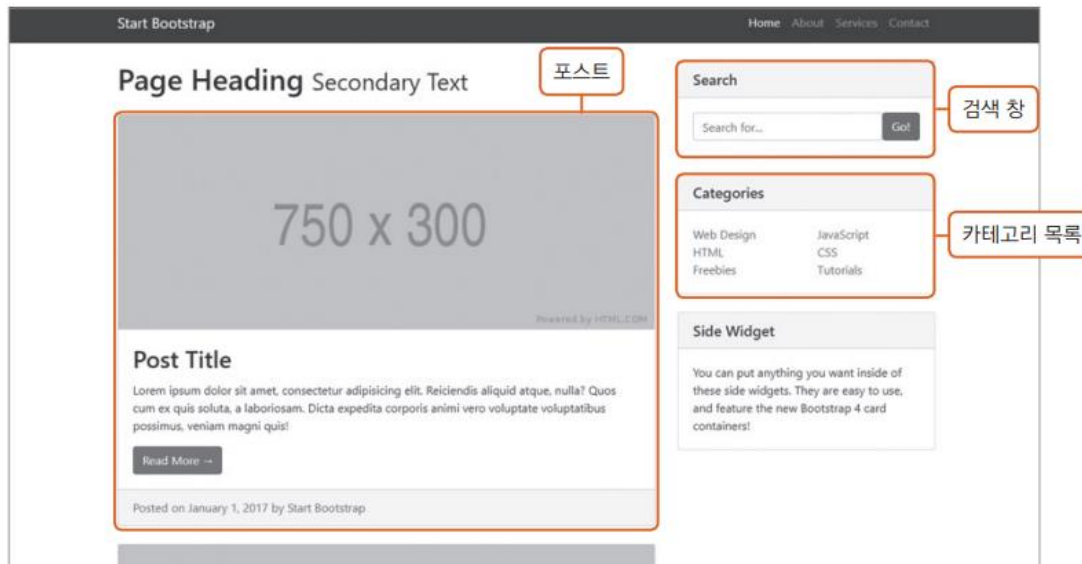 Start Bootstrap
Home About Services Contact
Page Heading Secondary Text
포스트
750 x 300
Powered by HTML.COM
Post Title
Lorem ipsum dolor sit amet, consectetur adipisicing elit. Reiciendis aliquid atque, nulla? Quos
cum ex quis soluta, a laboriosam. Dicta expedita corporis animi vero voluptate voluptatibus
possimus, veniam magni quis!
Read More →
Posted on January 1, 2017 by Start Bootstrap
Search
Search for...
Go!
검색 창
Categories
Web Design JavaScript
HTML CSS
Freebies Tutorials
카테고리 목록
Side Widget
You can put anything you want inside of
these side widgets. They are easy to use,
and feature the new Bootstrap 4 card
containers!